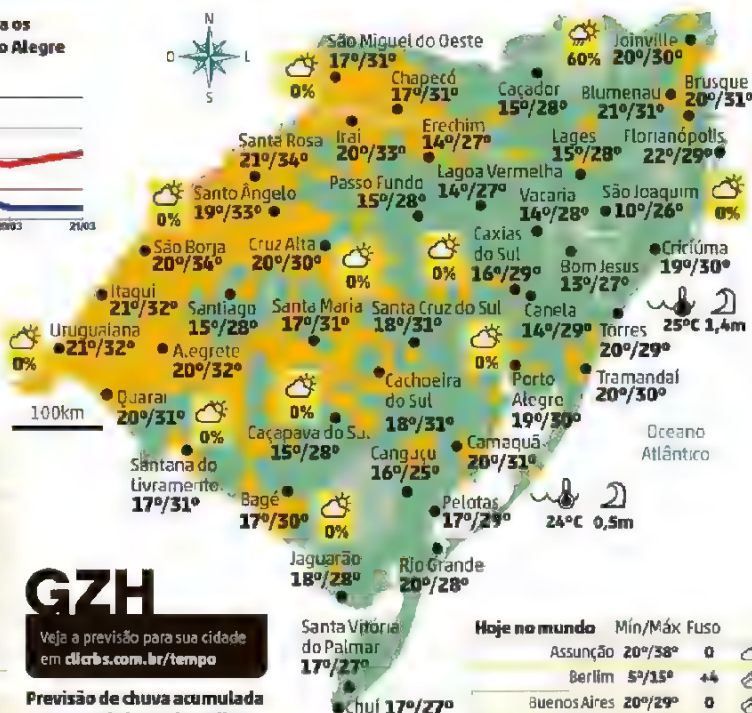 a os
o Alegre
20/03
21/03
N
O
L
S
0%
São Miguel do Oeste
17º/31º
Chapecó
17º/31º
Caçador
15º/28º
60%
Joinville
20º/30º
Blumenau
21º/31º
Brusque
20º/31º
Santa Rosa
21º/34º
Iraí
20º/33º
Erechim
14º/27º
Lages
15º/28º
Florianópolis
22º/29º
0%
Santo Ângelo
19º/33º
Passo Fundo
15º/28º
Lagoa Vermelha
14º/27º
Vacaria
14º/28º
São Joaquim
10º/26º
0%
São Borja
20º/34º
Cruz Alta
20º/30º
0%
0%
Caxias
do Sul
16º/29º
Bom Jesus
13º/27º
Criciúma
19º/30º
Itaqui
21º/32º
Santiago
15º/28º
Santa Maria
17º/31º
Santa Cruz do Sul
18º/31º
Canela
14º/29º
25ºC 1,4m
Torres
20º/29º
0%
Uruguaiana
21º/32º
Alegrete
20º/32º
0%
Quaraí
20º/31º
0%
0%
Cachoeira
do Sul
18º/31º
Porto
Alegre
19º/30º
Tramandaí
20º/30º
100km
Caçapava do Sul
15º/28º
Canguçu
16º/25º
Camaquã
20º/31º
Oceano
Atlântico
Santana do
Livramento
17º/31º
Bagé
17º/30º
0%
Pelotas
17º/29º
24ºC 0,5m
Jaguarão
18º/28º
Rio Grande
20º/28º
Santa Vitória
do Palmar
17º/27º
Chuí 17º/27º
GZH
Veja a previsão para sua cidade
em clicrbs.com.br/tempo
Previsão de chuva acumulada
Hoje no mundo Mín/Máx Fuso
Assunção 20º/38º 0
Berlim 5º/15º +4
Buenos Aires 20º/29º 0